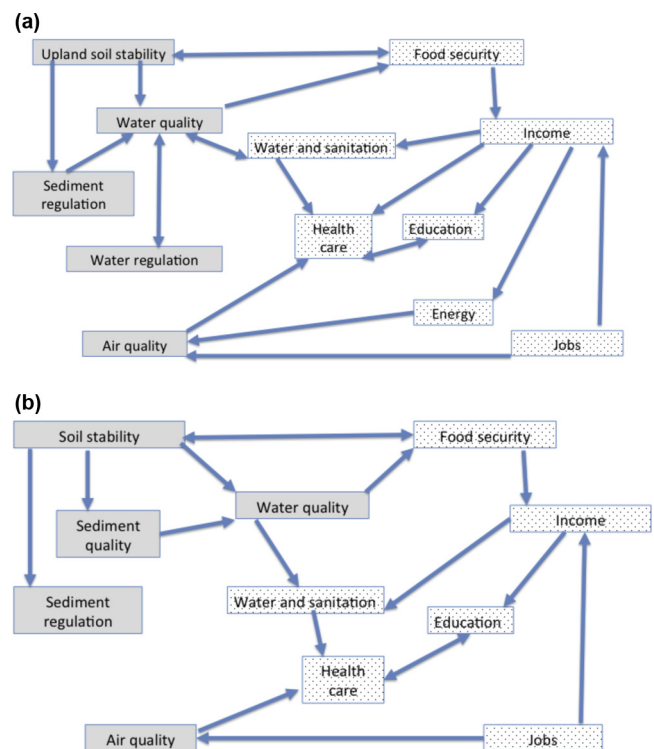 (a)
Upland soil stability
Food security
Water quality
Income
Water and sanitation
Sediment
regulation
Health
care
Education
Water regulation
Energy
Air quality
Jobs
(b)
Soil stability
Food security
Water quality
Income
Sediment
quality
Sediment
regulation
Water and sanitation
Education
Health
care
Air quality
Jobs